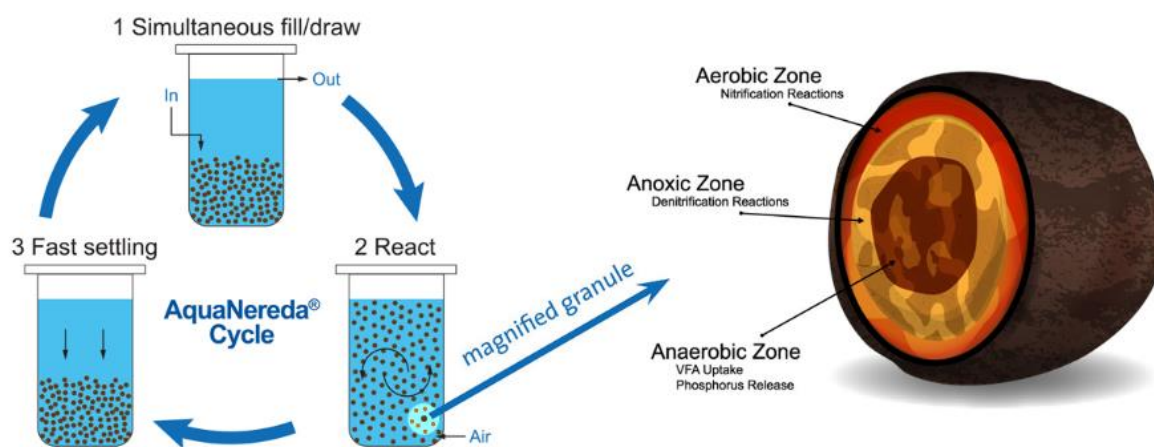 1 Simultaneous fill/draw
Out
In
3 Fast settling
2 React
AquaNereda®
Cycle
Air
magnified granule
Aerobic Zone
Nitrification Reactions
Anoxic Zone
Denitrification Reactions
Anaerobic Zone
VFA Uptake
Phosphorus Release